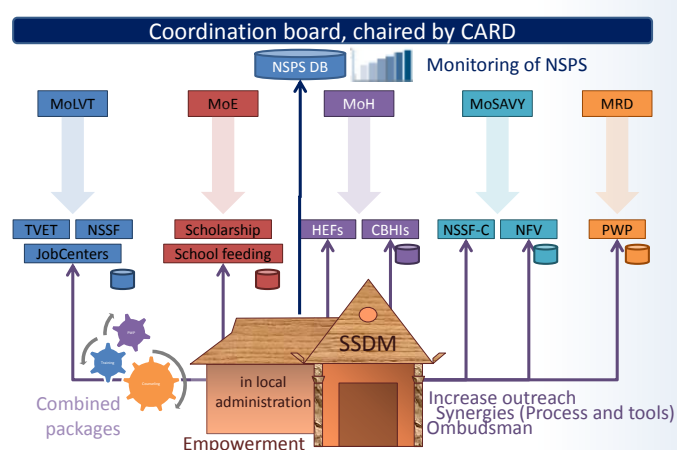 Coordination board, chaired by CARD
NSPS DB
Monitoring of NSPS
MoLVT
MoE
MoH
MoSAVY
MRD
TVET
NSSF
Scholarship
HEFs
CBHIs
NSSF-C
NFV
PWP
JobCenters
School feeding
PWP
Training
SSDM
in local
administration
Combined
packages
Increase outreach
Synergies (Process and tools)
Ombudsman
Empowerment